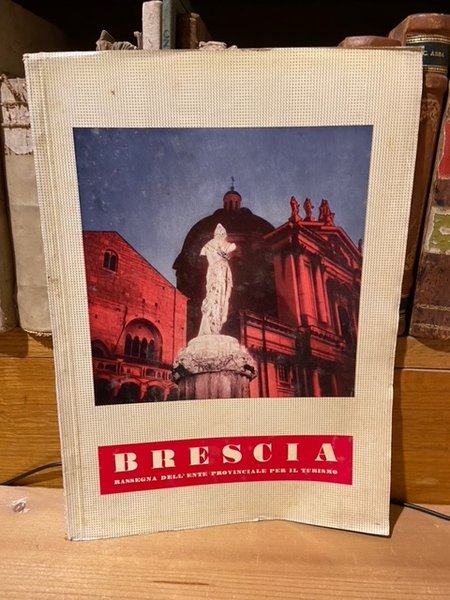 BRESCIA
RASSEGNA DELL'ENTE PROVINCIALE PER IL TURISMO